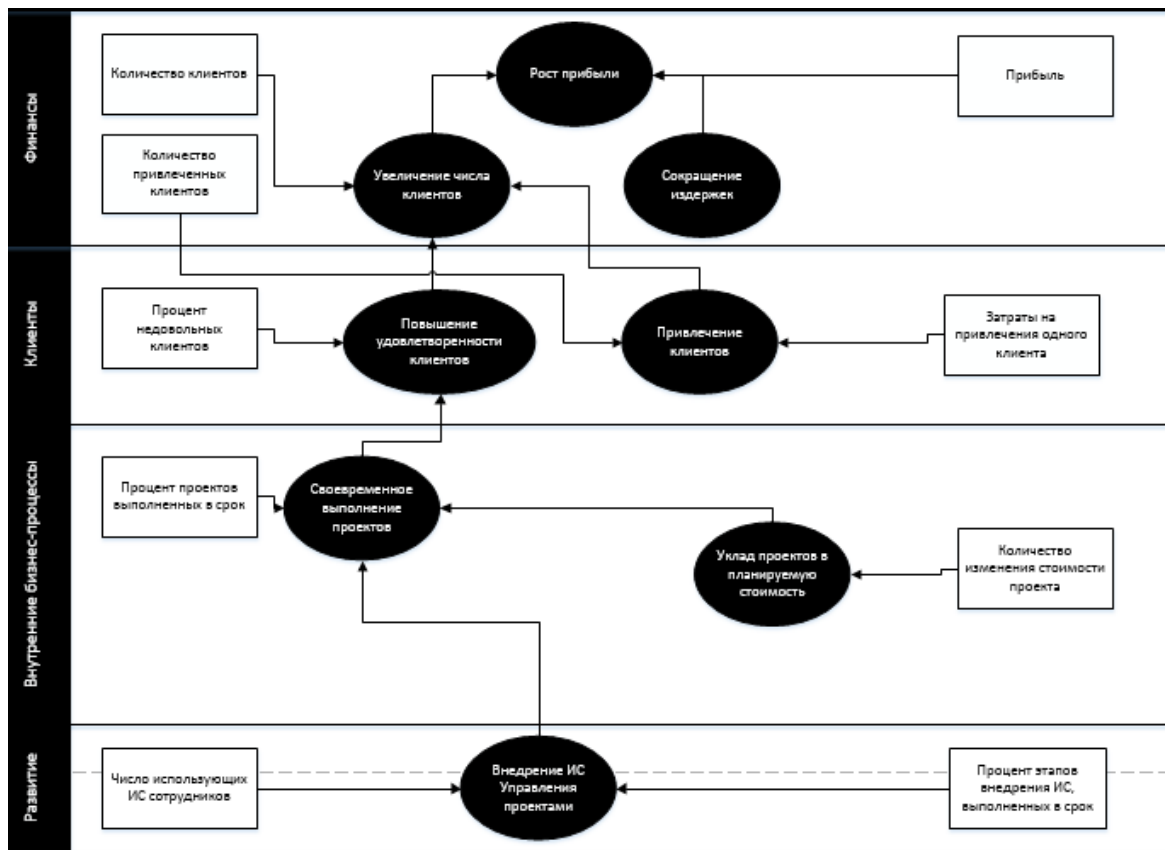 Финансы
Количество клиентов
Рост прибыли
Прибыль
Количество
привлеченных
клиентов
Увеличение числа
клиентов
Сокращение
издержек
Клиенты
Процент
недовольных
клиентов
Повышение
удовлетворенности
клиентов
Привлечение
клиентов
Затраты на
привлечения одного
клиента
Внутренние бизнес-процессы
Процент проектов
выполненных в срок
Своевременное
выполнение
проектов
Уклад проектов в
планируемую
стоимость
Количество
изменения стоимости
проекта
Развитие
Число использующих
ИС сотрудников
Внедрение ИС
Управления
проектами
Процент этапов
внедрения ИС,
выполненных в срок